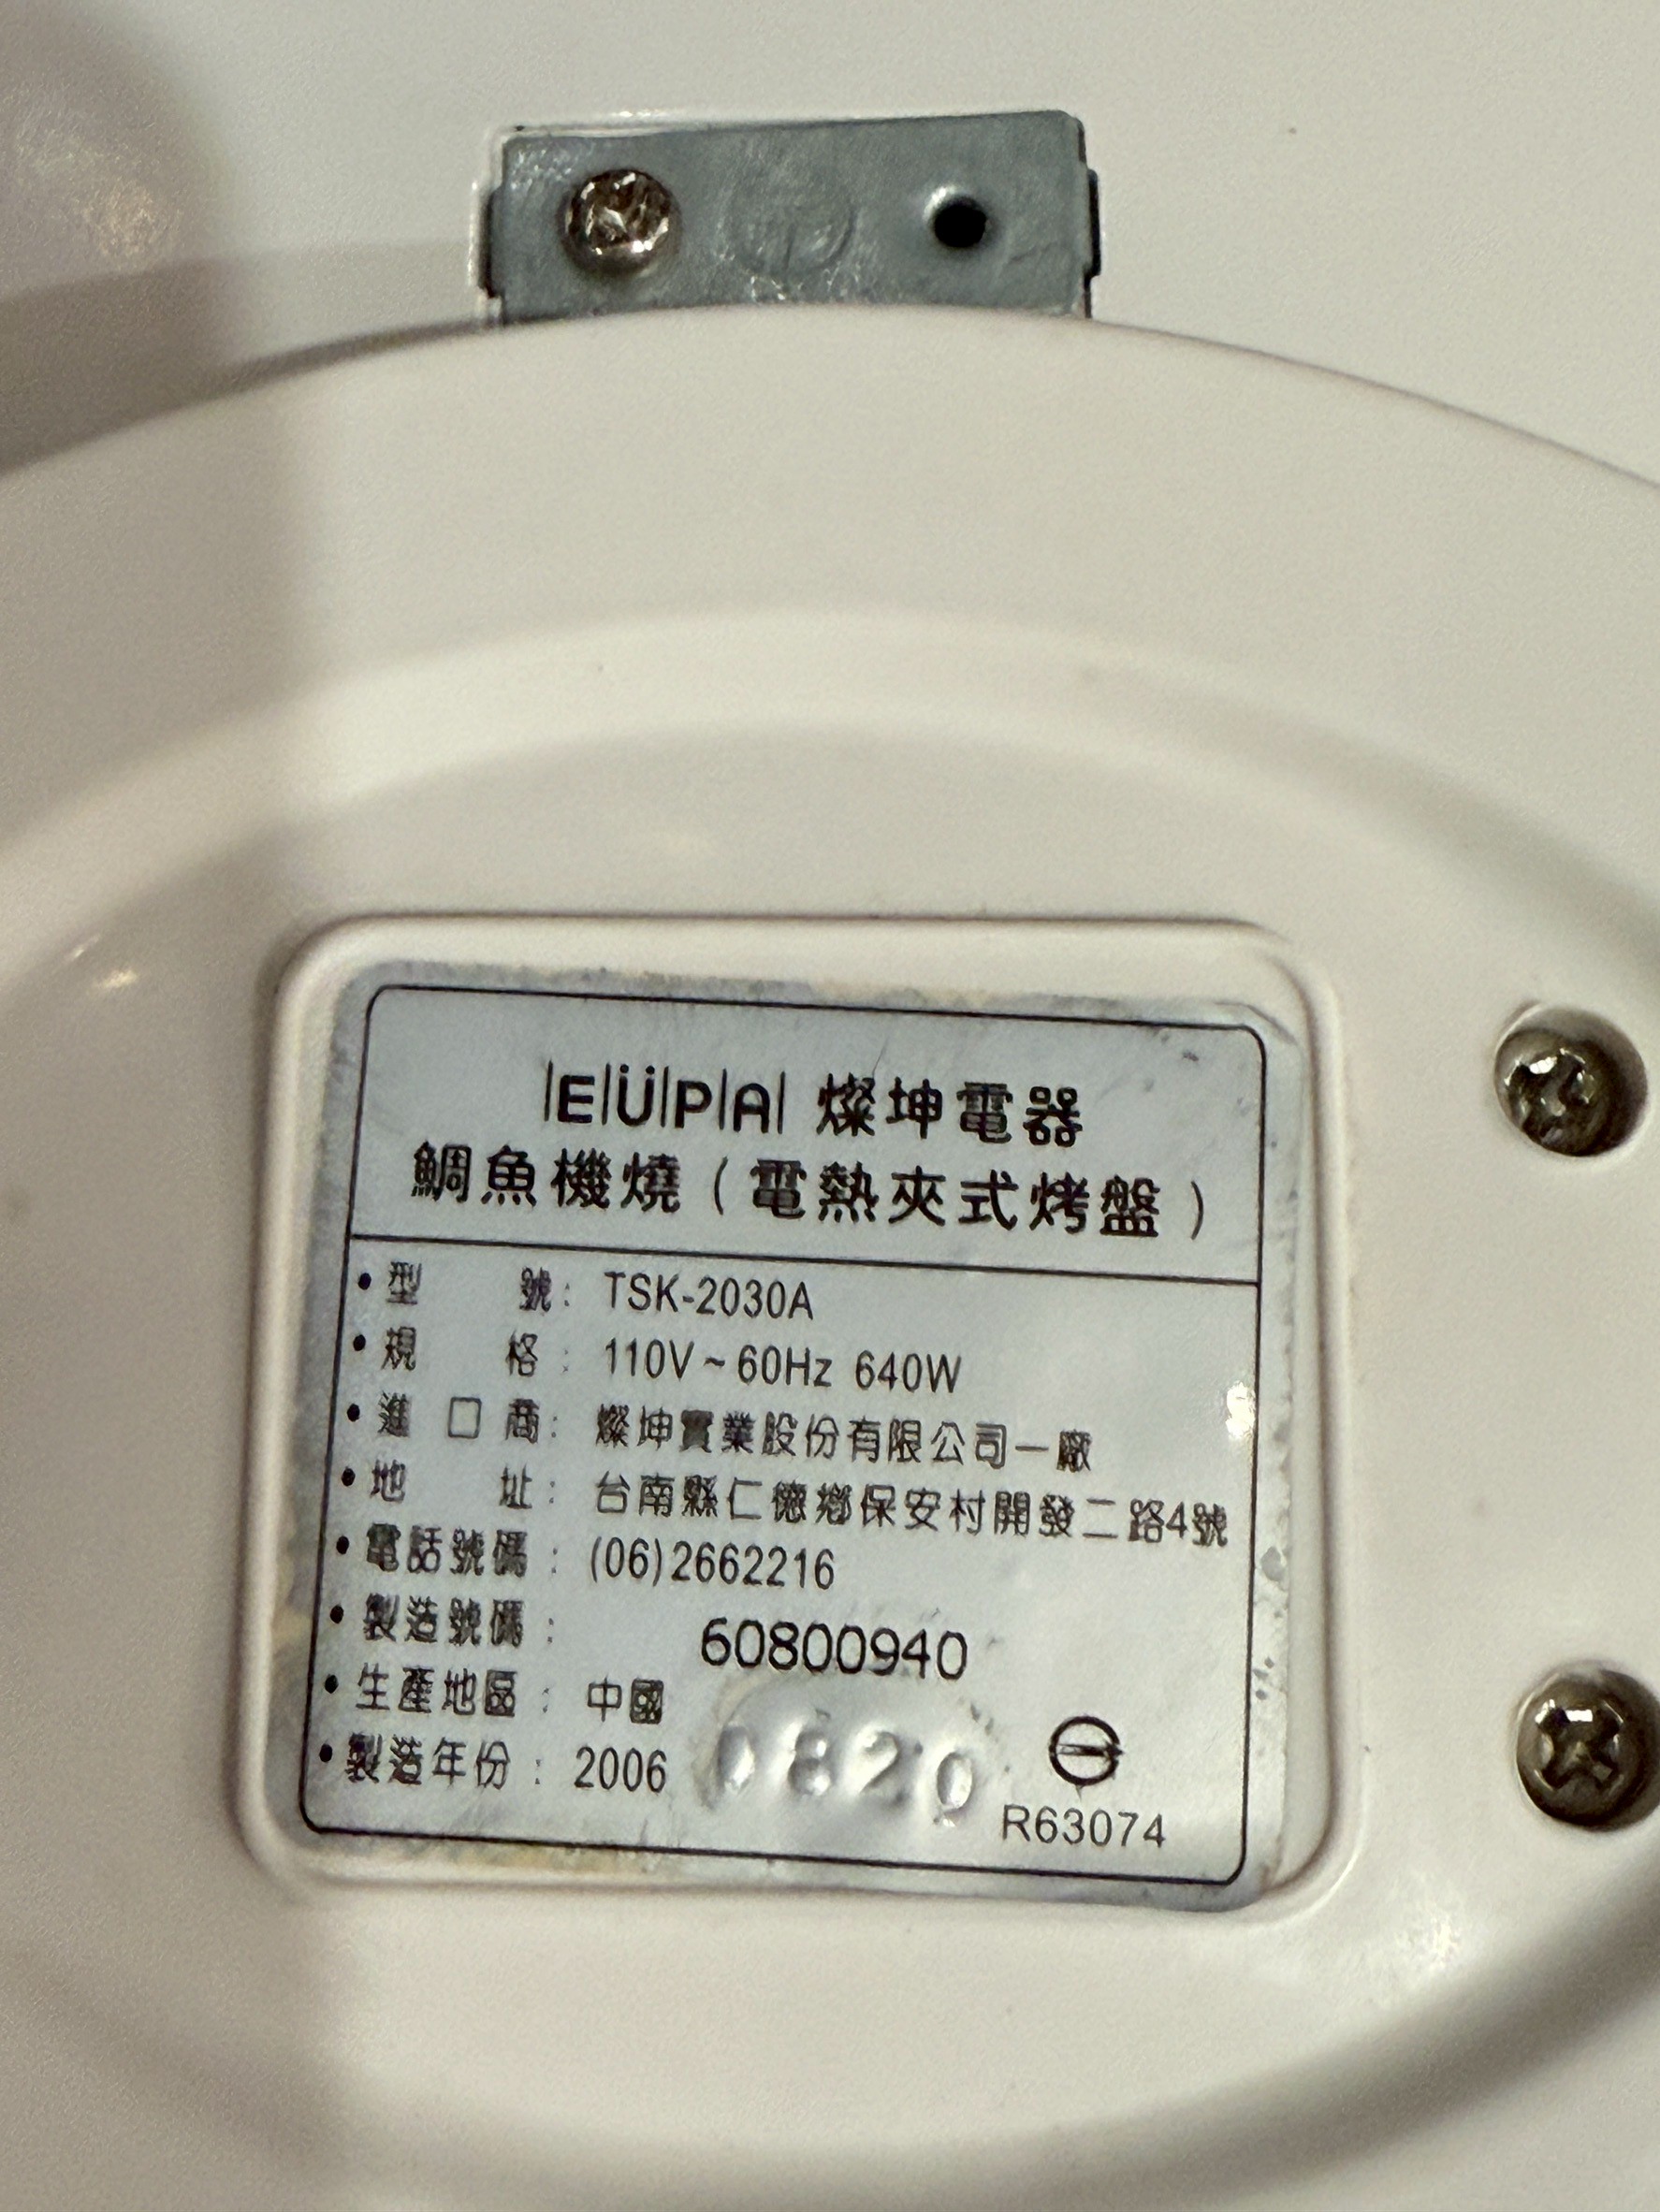 EÜPA 燦坤電器
鯛魚機燒（電熱夾式烤盤）
•型號：TSK-2030A
•規格：110V～60Hz 640W
•進口商：燦坤實業股份有限公司一廠
•地址：台南縣仁德鄉保安村開發二路4號
•電話號碼：(06)2662216
•製造號碼：60800940
•生產地區：中國
•製造年份：2006
0620
R63074